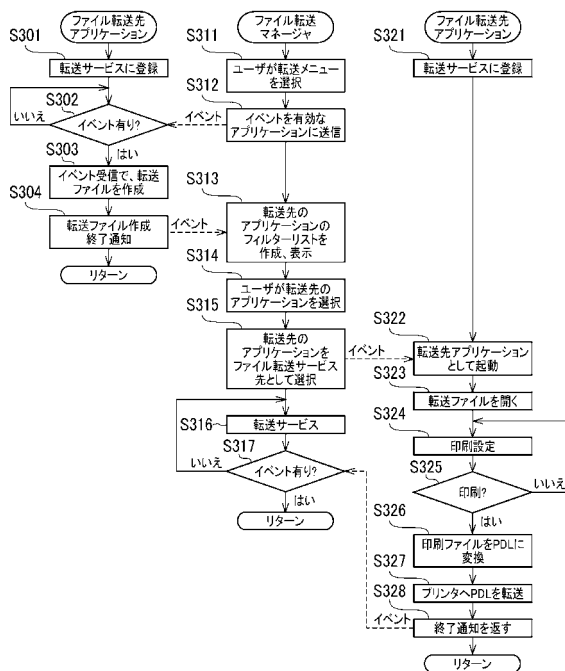 ファイル転送先
アプリケーション
S301
転送サービスに登録
S302
イベント有り?
いいえ
はい
S303
イベント受信で、転送
ファイルを作成
S304
転送ファイル作成
終了通知
イベント
リターン
ファイル転送
マネージャ
S311
ユーザが転送メニュー
を選択
S312
イベントを有効な
アプリケーションに送信
イベント
S313
転送先の
アプリケーションの
フィルターリストを
作成、表示
S314
ユーザが転送先の
アプリケーションを選択
S315
転送先の
アプリケーションを
ファイル転送サービス
先として選択
イベント
S316
転送サービス
S317
イベント有り?
いいえ
はい
リターン
ファイル転送先
アプリケーション
S321
転送サービスに登録
S322
転送先アプリケーション
として起動
S323
転送ファイルを開く
S324
印刷設定
S325
印刷?
いいえ
はい
S326
印刷ファイルをPDLに
変換
S327
プリンタへPDLを転送
S328
終了通知を返す
イベント
リターン